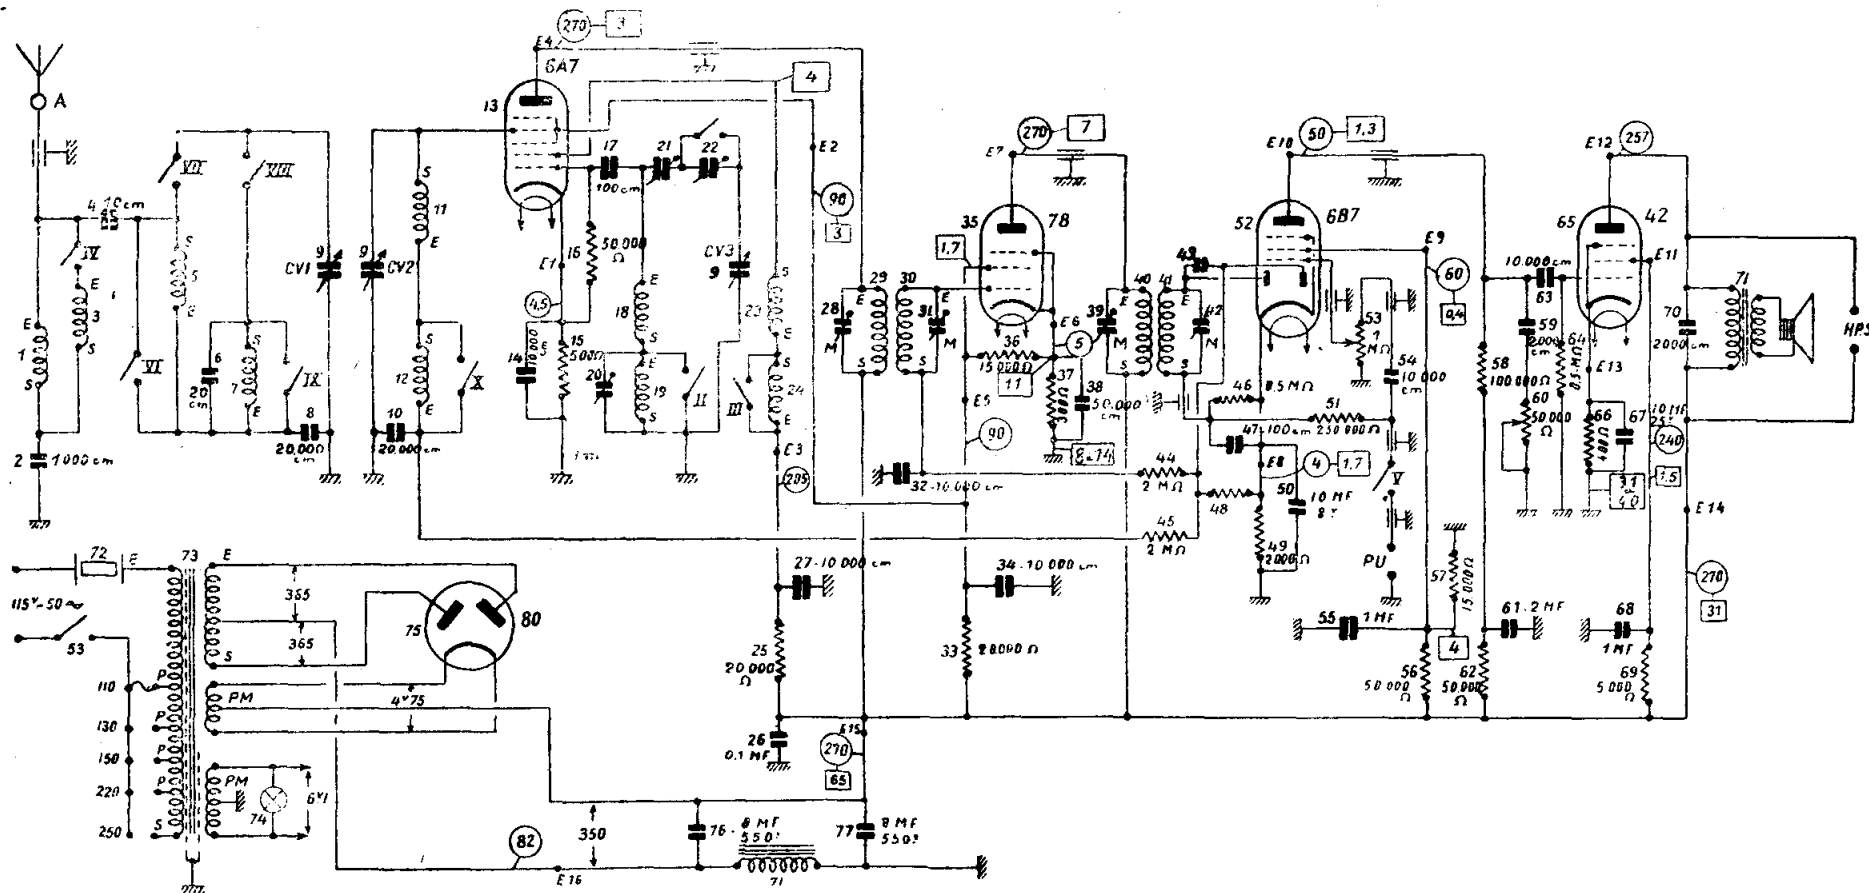 A
4 10 cm
VII
VIII
IV
E
3
S
E
1
S
VI
S
5
E
6
20 cm
S
7
E
IX
8
20,000 cm
2 1000 cm
9
CV1
9
CV2
10
20.000 cm
S
11
E
S
12
E
X
E4
270
3
6A7
13
4
17
100 cm
21
22
16
50.000 Ω
E1
4,5
14
15
500 Ω
E
18
S
E
19
S
20
II
III
CV3
9
S
23
E
S
24
E
E3
205
E2
90
3
28
M
29
E
S
30
E
31
M
S
32-10.000 cm
E7
270
7
35
78
1,7
36
15000 Ω
11
E6
5
37
300 Ω
38
50.000 cm
E5
90
39
M
40
E
S
41
E
S
42
M
43
44
2 MΩ
45
2 MΩ
E10
50
1,3
52
6B7
46
0.5 MΩ
47-100 cm
51
250 000 Ω
E8
4
1,7
48
49
2000 Ω
50
10 MF
53
1 MΩ
54
10 000 cm
V
PU
E9
60
0,4
57
15 000 Ω
4
55
1 MF
56
50 000 Ω
58
100.000 Ω
62
50,000 Ω
61-2 MF
10.000 cm
63
59
2000 cm
60
50.000 Ω
64
0,5 MΩ
E12
257
65
42
E11
E13
66
400 Ω
67
10 MF
240
1,5
68
1 MF
69
5000 Ω
70
2000 cm
71
HPS
E14
270
31
27-10 000 cm
25
20 000 Ω
26
0.1 MF
34-10.000 cm
33
E15
270
65
72
E
115v-50 ~
53
73
E
S
365
365
75
80
110
130
150
220
250
P
P
P
P
S
PM
4v75
PM
74
6v1
82
E16
350
76
8 MF
550v
77
8 MF
550v
71